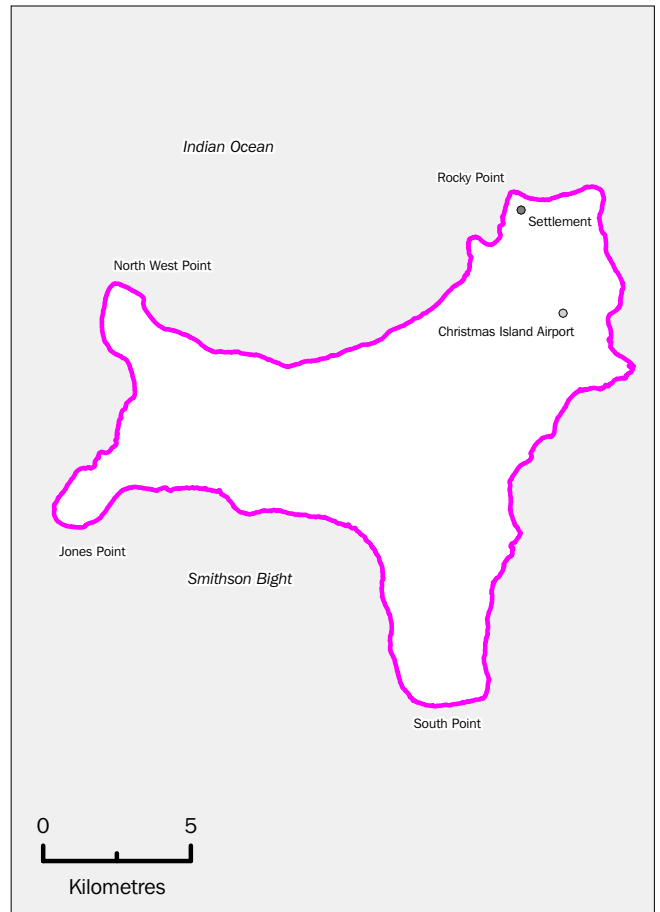 Indian Ocean
Rocky Point
Settlement
North West Point
Christmas Island Airport
Jones Point
Smithson Bight
South Point
0 5
Kilometres